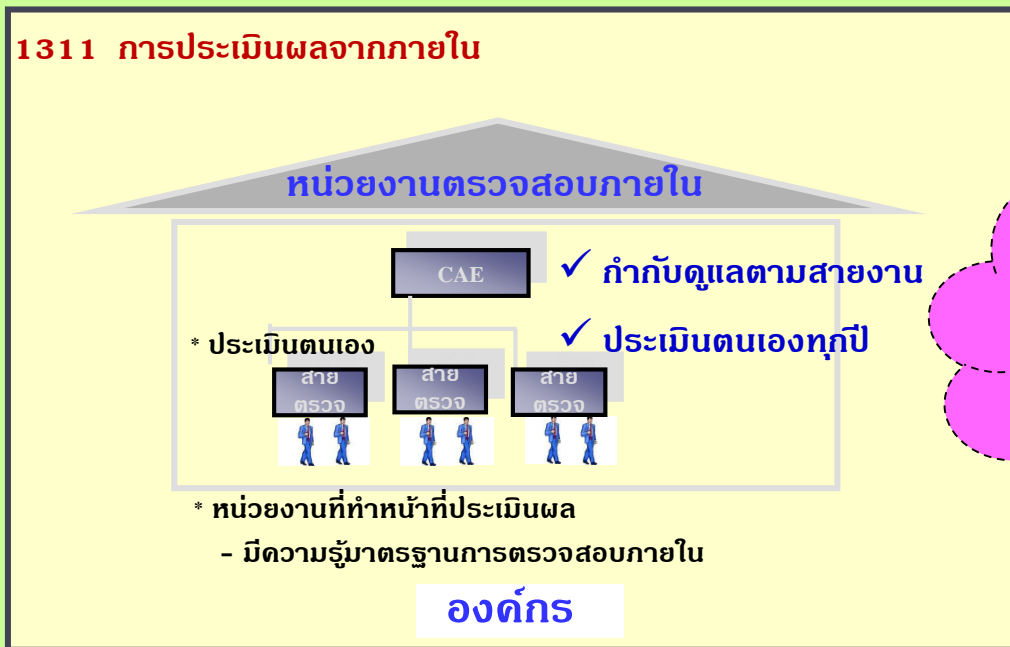 1311 การประเมินผลจากภายใน
หน่วยงานตรวจสอบภายใน
CAE
✓ กำกับดูแลตามสายงาน
* ประเมินตนเอง
✓ ประเมินตนเองทุกปี
สาย
ตรวจ
สาย
ตรวจ
สาย
ตรวจ
* หน่วยงานที่ทำหน้าที่ประเมินผล
- มีความรู้มาตรฐานการตรวจสอบภายใน
องค์กร